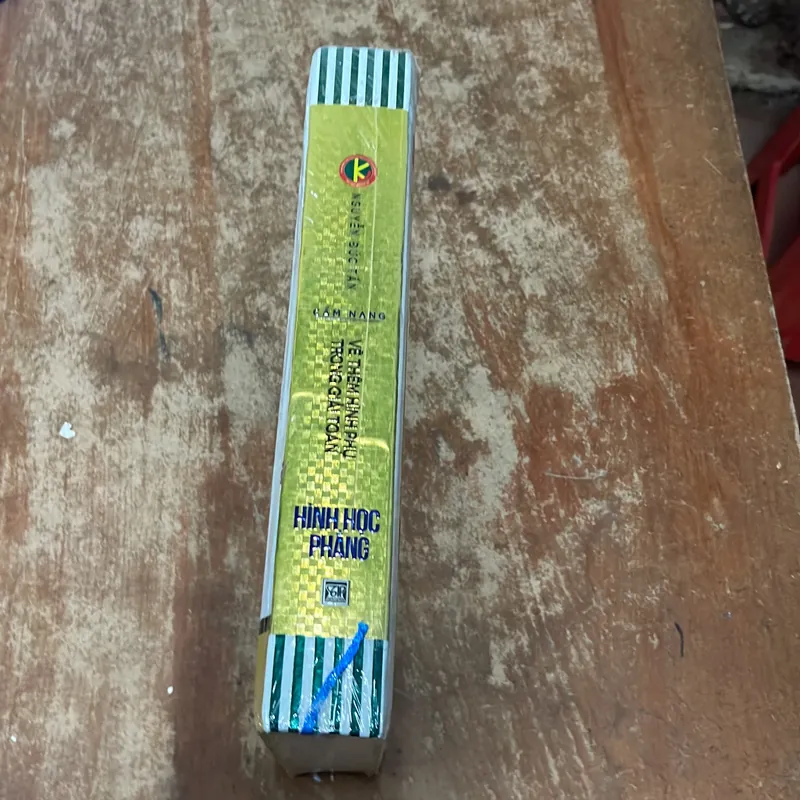 NGUYỄN ĐỨC TẤN
CẨM NANG
VẼ THÊM HÌNH PHỤ
TRONG GIẢI TOÁN
HÌNH HỌC
PHẲNG